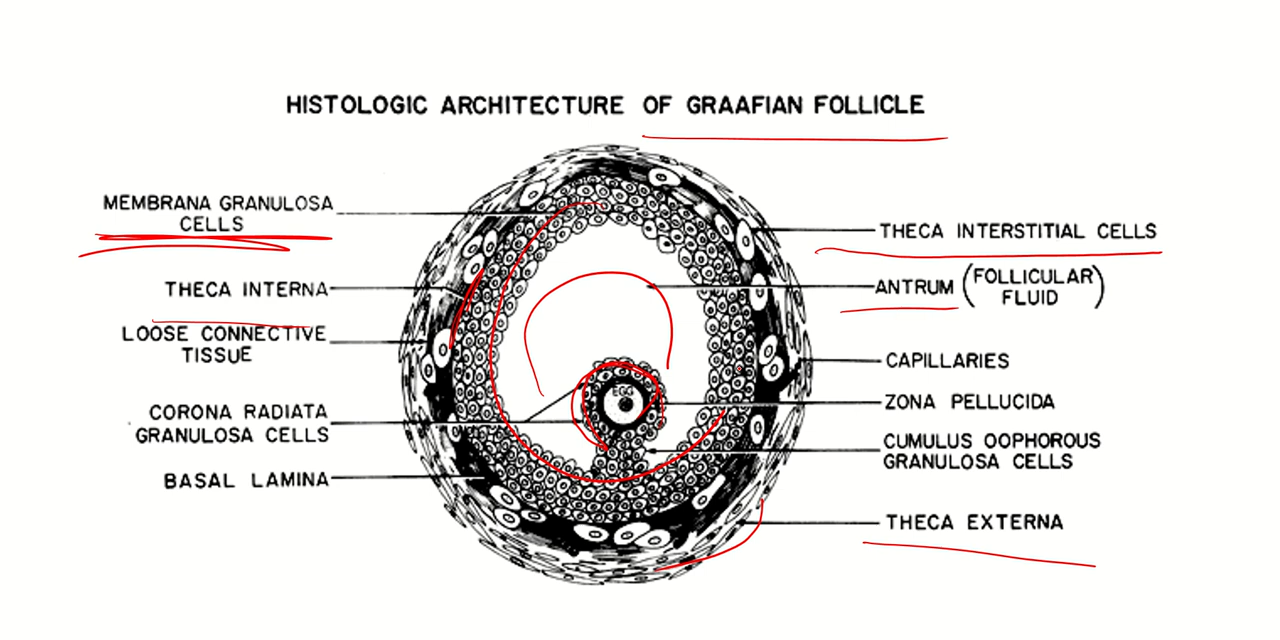 HISTOLOGIC ARCHITECTURE OF GRAAFIAN FOLLICLE
MEMBRANA GRANULOSA
CELLS
THECA INTERNA
LOOSE CONNECTIVE
TISSUE
CORONA RADIATA
GRANULOSA CELLS
BASAL LAMINA
EGG
THECA INTERSTITIAL CELLS
ANTRUM (FOLLICULAR)
FLUID
CAPILLARIES
ZONA PELLUCIDA
CUMULUS OOPHOROUS
GRANULOSA CELLS
THECA EXTERNA